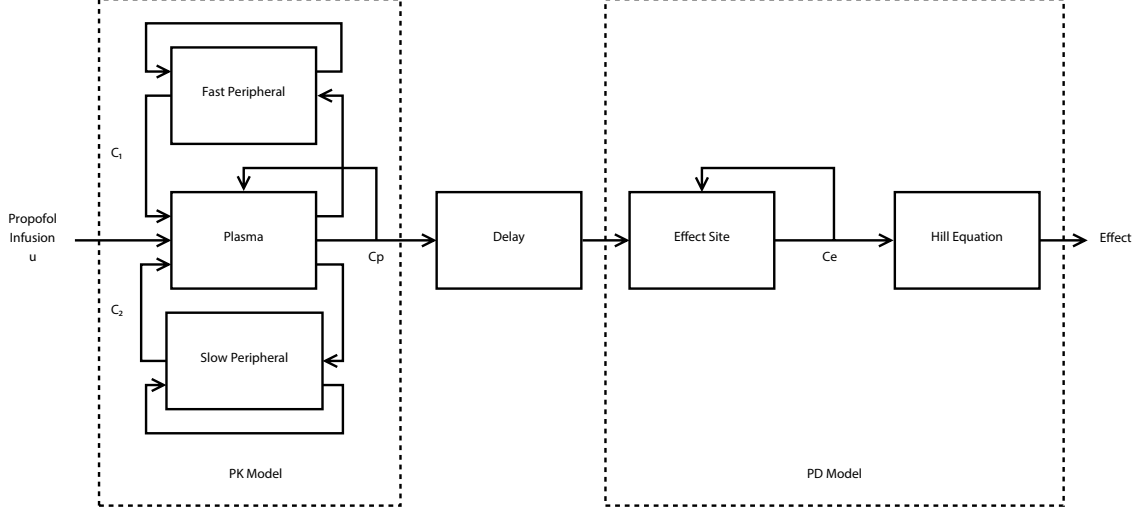 Fast Peripheral
C₁
Propofol
Infusion
u
Plasma
Cp
Delay
Effect Site
Ce
Hill Equation
Effect
C₂
Slow Peripheral
PK Model
PD Model